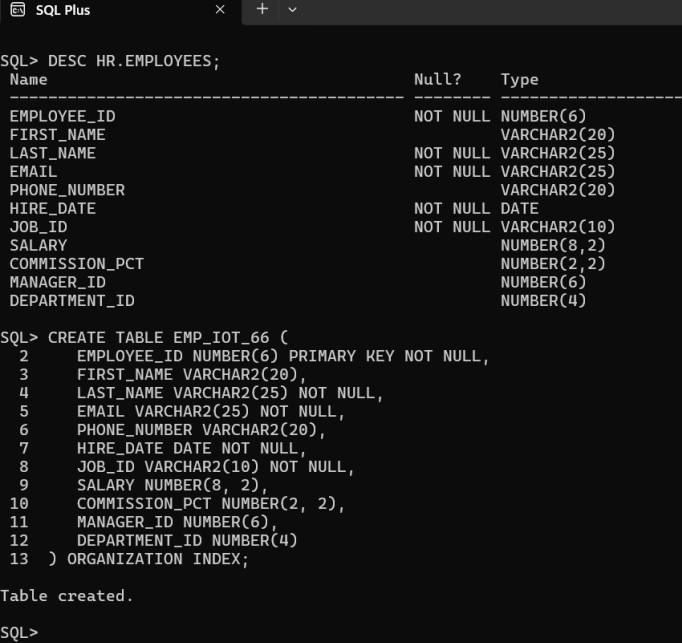 SQL Plus
SQL> DESC HR.EMPLOYEES;
Name Null? Type
----------------------------------------- -------- -------------------
EMPLOYEE_ID NOT NULL NUMBER(6)
FIRST_NAME VARCHAR2(20)
LAST_NAME NOT NULL VARCHAR2(25)
EMAIL NOT NULL VARCHAR2(25)
PHONE_NUMBER VARCHAR2(20)
HIRE_DATE NOT NULL DATE
JOB_ID NOT NULL VARCHAR2(10)
SALARY NUMBER(8,2)
COMMISSION_PCT NUMBER(2,2)
MANAGER_ID NUMBER(6)
DEPARTMENT_ID NUMBER(4)
SQL> CREATE TABLE EMP_IOT_66 (
2 EMPLOYEE_ID NUMBER(6) PRIMARY KEY NOT NULL,
3 FIRST_NAME VARCHAR2(20),
4 LAST_NAME VARCHAR2(25) NOT NULL,
5 EMAIL VARCHAR2(25) NOT NULL,
6 PHONE_NUMBER VARCHAR2(20),
7 HIRE_DATE DATE NOT NULL,
8 JOB_ID VARCHAR2(10) NOT NULL,
9 SALARY NUMBER(8, 2),
10 COMMISSION_PCT NUMBER(2, 2),
11 MANAGER_ID NUMBER(6),
12 DEPARTMENT_ID NUMBER(4)
13 ) ORGANIZATION INDEX;
Table created.
SQL>